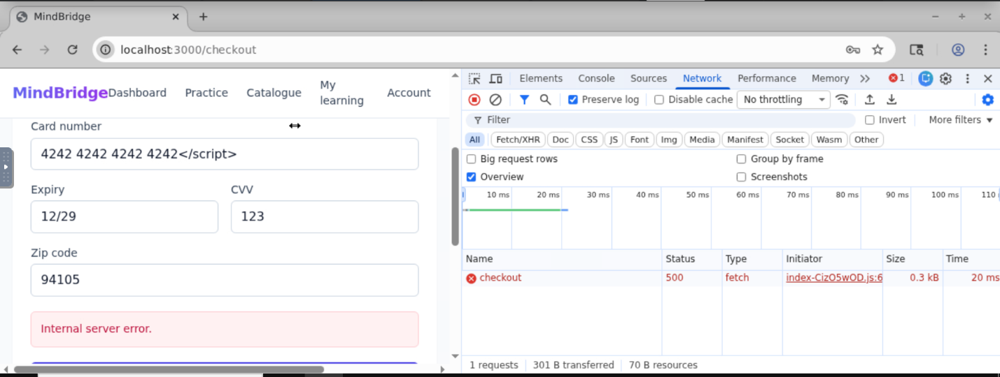 MindBridge
localhost:3000/checkout
MindBridge Dashboard Practice Catalogue My learning Account
Card number
4242 4242 4242 4242</script>
Expiry CVV
12/29 123
Zip code
94105
Internal server error.
Elements Console Sources Network Performance Memory 1
Preserve log Disable cache No throttling
Filter Invert More filters
All Fetch/XHR Doc CSS JS Font Img Media Manifest Socket Wasm Other
Big request rows Group by frame
Overview Screenshots
10 ms 20 ms 30 ms 40 ms 50 ms 60 ms 70 ms 80 ms 90 ms 100 ms 110
Name Status Type Initiator Size Time
checkout 500 fetch index-CizO5wOD.js:6 0.3 kB 20 ms
1 requests 301 B transferred 70 B resources